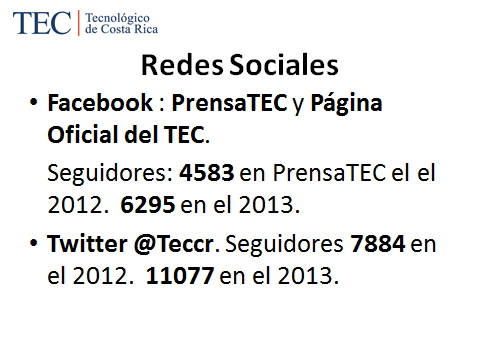 TEC | Tecnológico
de Costa Rica
Redes Sociales
• Facebook : PrensaTEC y Página
Oficial del TEC.
Seguidores: 4583 en PrensaTEC el el
2012. 6295 en el 2013.
• Twitter @Teccr. Seguidores 7884 en
el 2012. 11077 en el 2013.